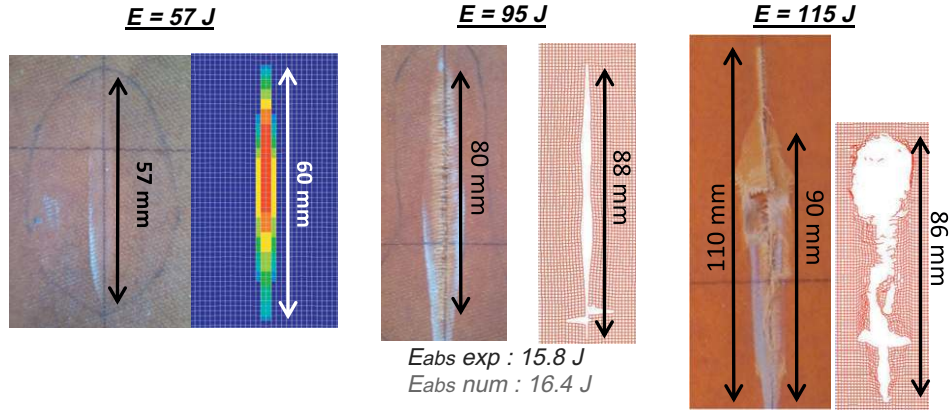 E = 57 J
E = 95 J
E = 115 J
57 mm
60 mm
80 mm
88 mm
110 mm
90 mm
86 mm
Eabs exp : 15.8 J
Eabs num : 16.4 J